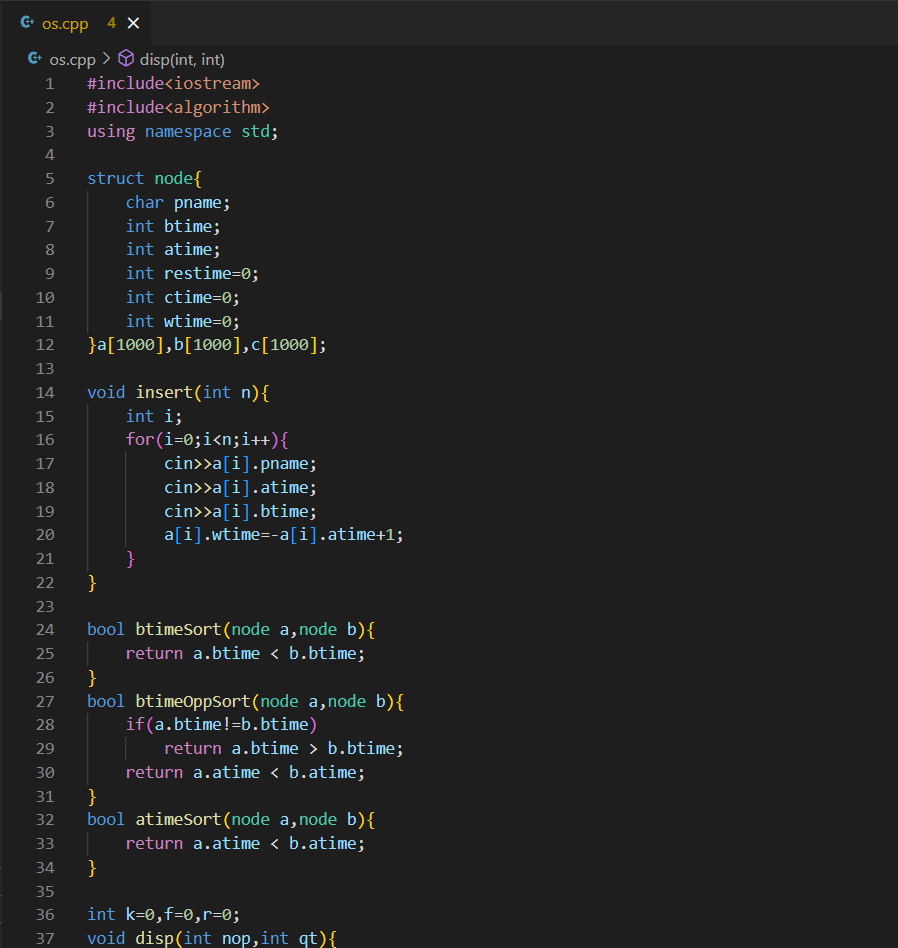 os.cpp 4
os.cpp > disp(int, int)
1 #include<iostream>
2 #include<algorithm>
3 using namespace std;
4
5 struct node{
6     char pname;
7     int btime;
8     int atime;
9     int restime=0;
10     int ctime=0;
11     int wtime=0;
12 }a[1000],b[1000],c[1000];
13
14 void insert(int n){
15     int i;
16     for(i=0;i<n;i++){
17         cin>>a[i].pname;
18         cin>>a[i].atime;
19         cin>>a[i].btime;
20         a[i].wtime=-a[i].atime+1;
21     }
22 }
23
24 bool btimeSort(node a,node b){
25     return a.btime < b.btime;
26 }
27 bool btimeOppSort(node a,node b){
28     if(a.btime!=b.btime)
29         return a.btime > b.btime;
30     return a.atime < b.atime;
31 }
32 bool atimeSort(node a,node b){
33     return a.atime < b.atime;
34 }
35
36 int k=0,f=0,r=0;
37 void disp(int nop,int qt){